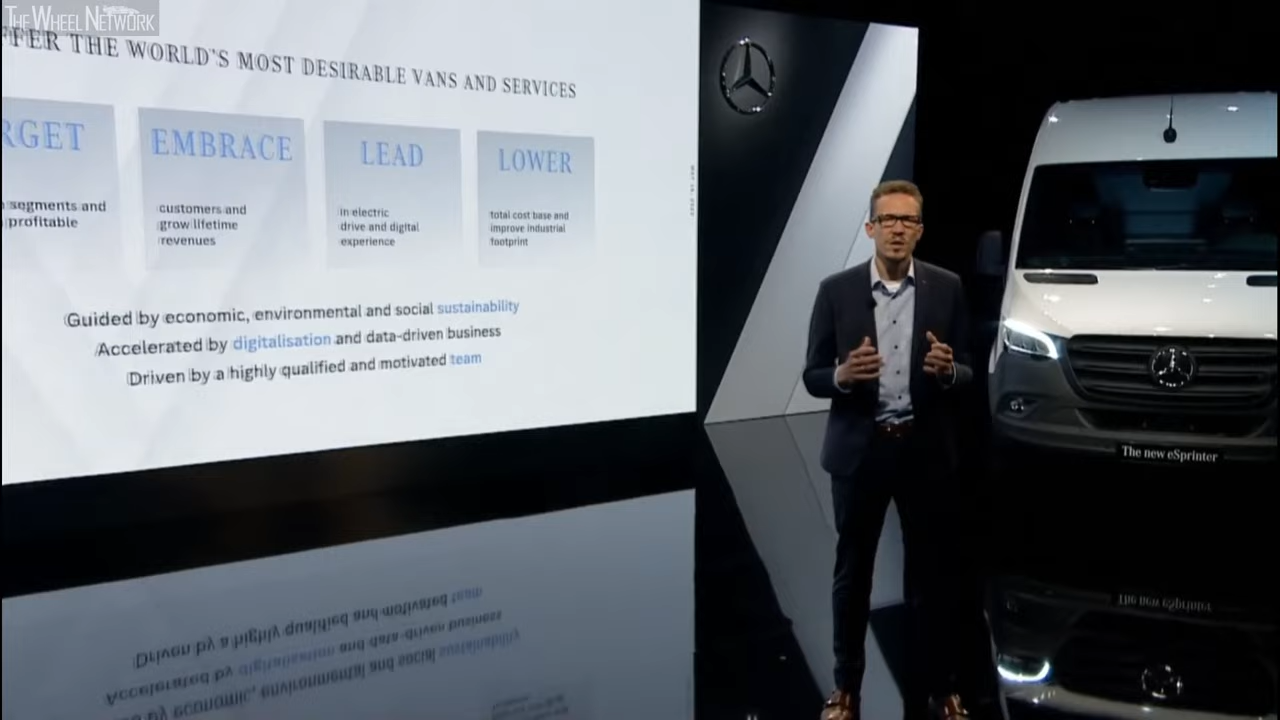 THE WHEEL NETWORK
THE WORLD'S MOST DESIRABLE VANS AND SERVICES
EMBRACE
LEAD
LOWER
segments and
profitable
customers and
grow lifetime
revenues
in electric
drive and digital
experience
total cost base and
improve industrial
footprint
Guided by economic, environmental and social sustainability
Accelerated by digitalisation and data-driven business
Driven by a highly qualified and motivated team
The new eSprinter